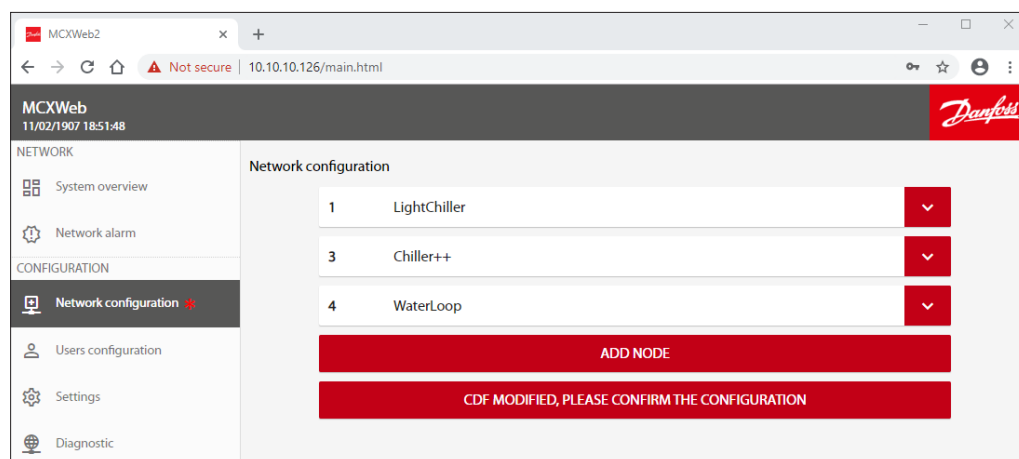 MCXWeb2
Not secure 10.10.10.126/main.html
MCXWeb
11/02/1907 18:51:48
Danfoss
NETWORK
System overview
Network alarm
CONFIGURATION
Network configuration *
Users configuration
Settings
Diagnostic
Network configuration
1 LightChiller
3 Chiller++
4 WaterLoop
ADD NODE
CDF MODIFIED, PLEASE CONFIRM THE CONFIGURATION